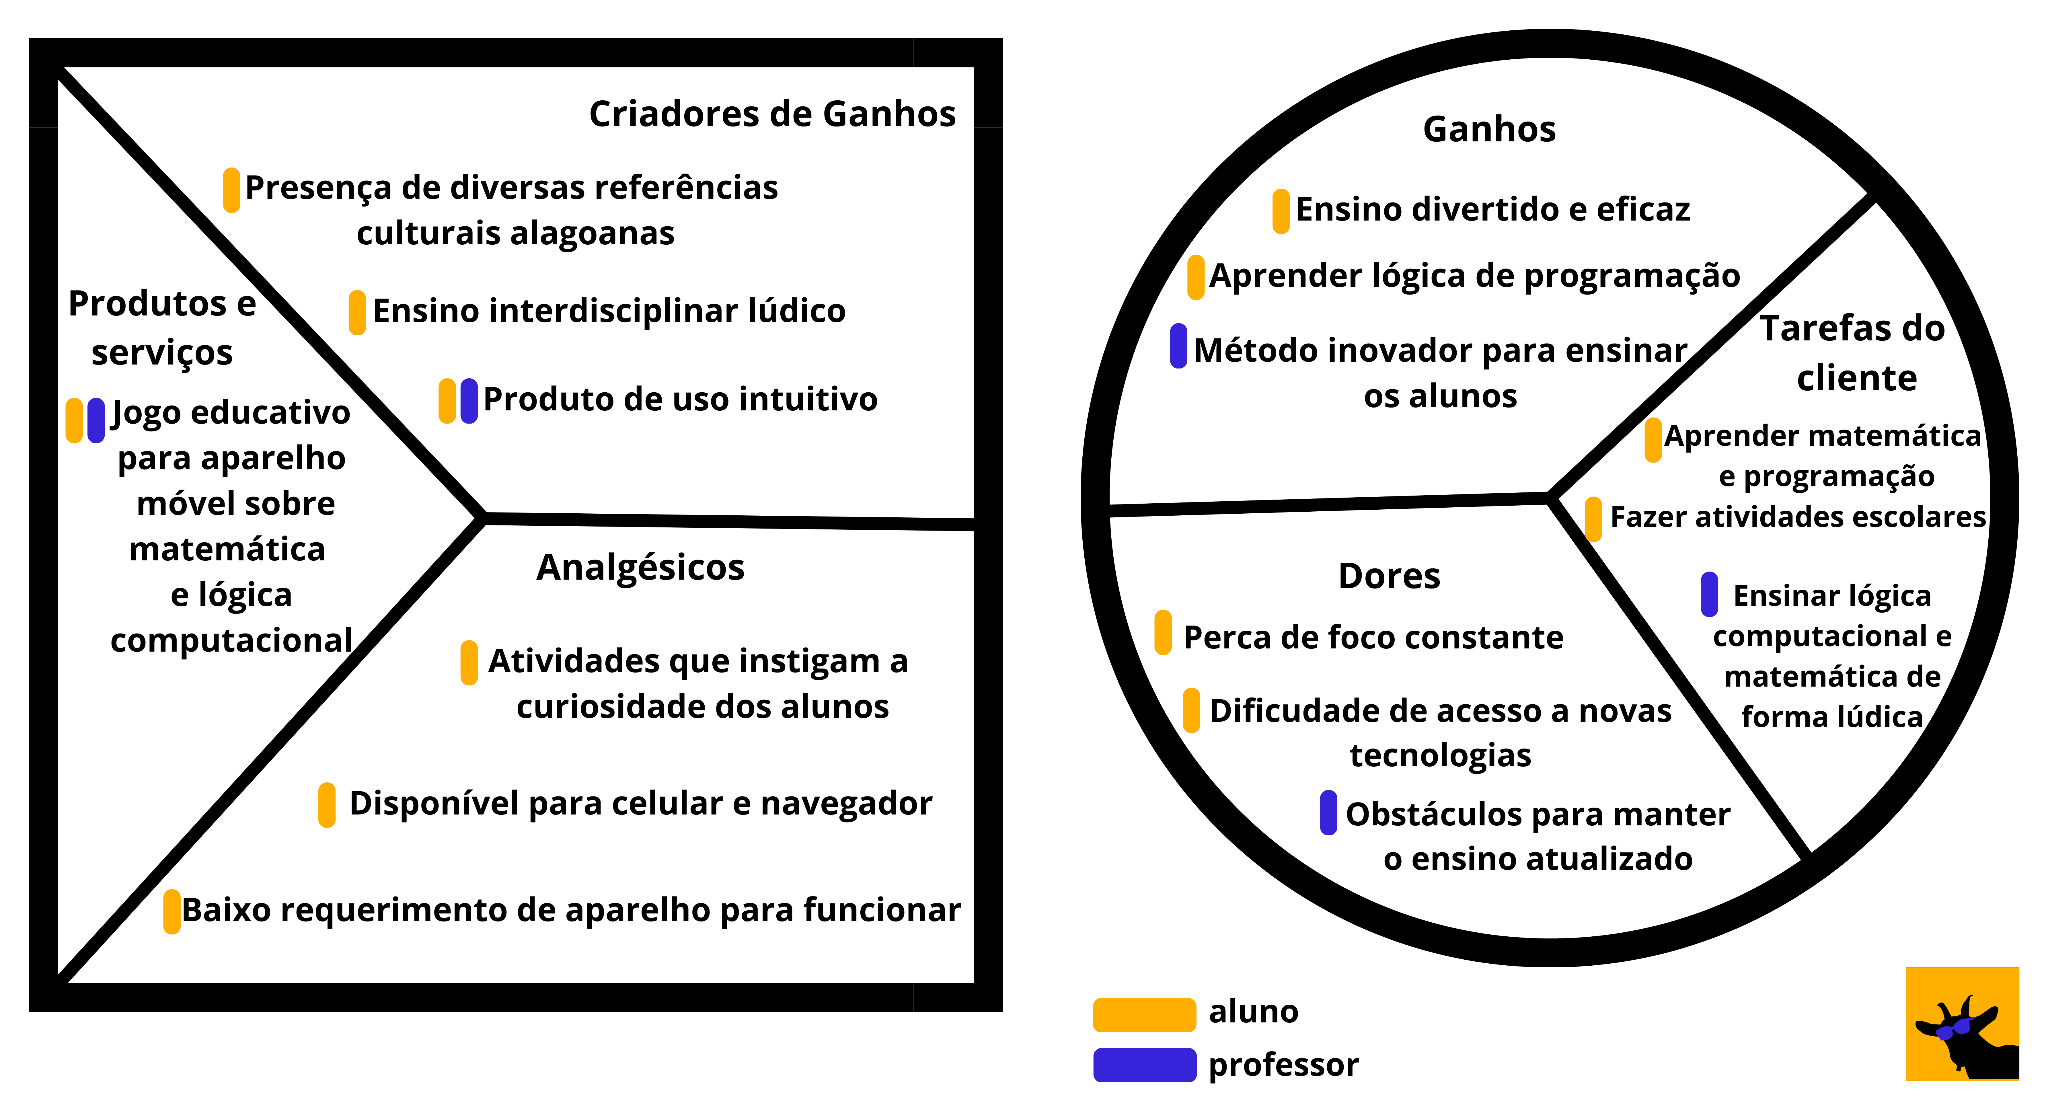 Criadores de Ganhos
Presença de diversas referências
culturais alagoanas
Ensino interdisciplinar lúdico
Produto de uso intuitivo
Produtos e
serviços
Jogo educativo
para aparelho
móvel sobre
matemática
e lógica
computacional
Analgésicos
Atividades que instigam a
curiosidade dos alunos
Disponível para celular e navegador
Baixo requerimento de aparelho para funcionar
Ganhos
Ensino divertido e eficaz
Aprender lógica de programação
Método inovador para ensinar
os alunos
Tarefas do
cliente
Aprender matemática
e programação
Fazer atividades escolares
Ensinar lógica
computacional e
matemática de
forma lúdica
Dores
Perca de foco constante
Dificudade de acesso a novas
tecnologias
Obstáculos para manter
o ensino atualizado
aluno
professor